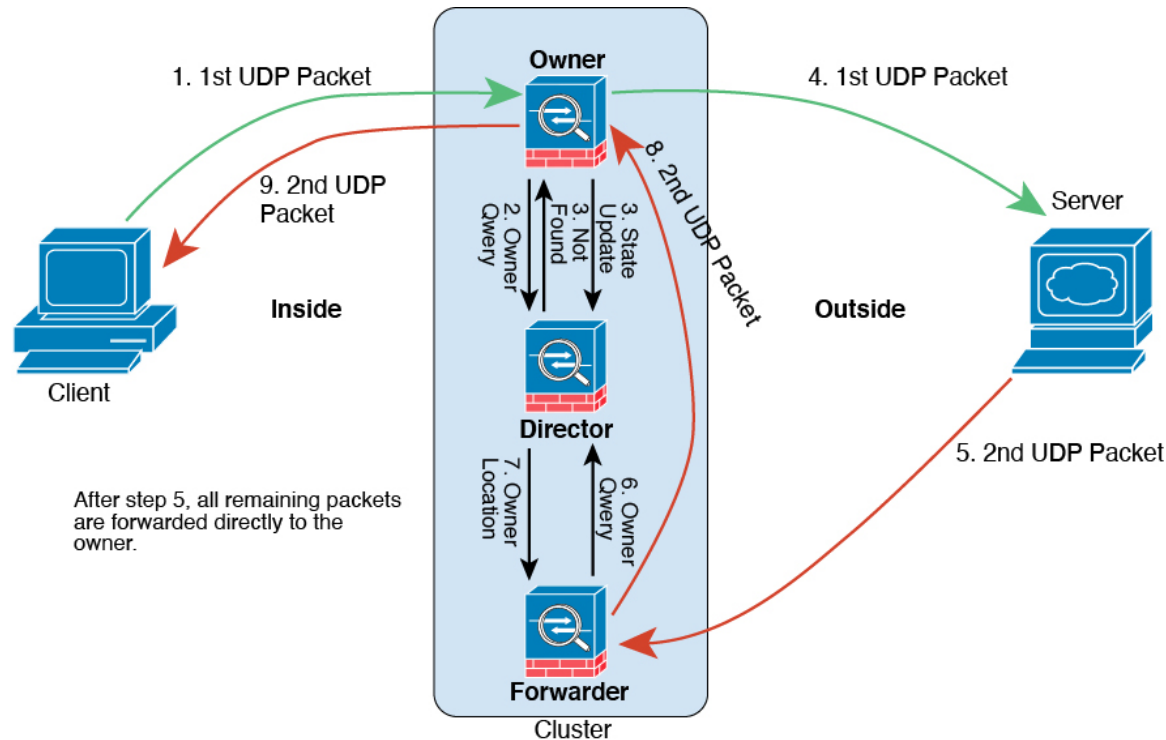 Owner
1. 1st UDP Packet
4. 1st UDP Packet
9. 2nd UDP
Packet
2. Owner
Qwery
3. Not
Found
3. State
Update
8. 2nd UDP Packet
Server
Inside
Outside
Client
Director
5. 2nd UDP Packet
7. Owner
Location
6. Owner
Qwery
After step 5, all remaining packets
are forwarded directly to the
owner.
Forwarder
Cluster